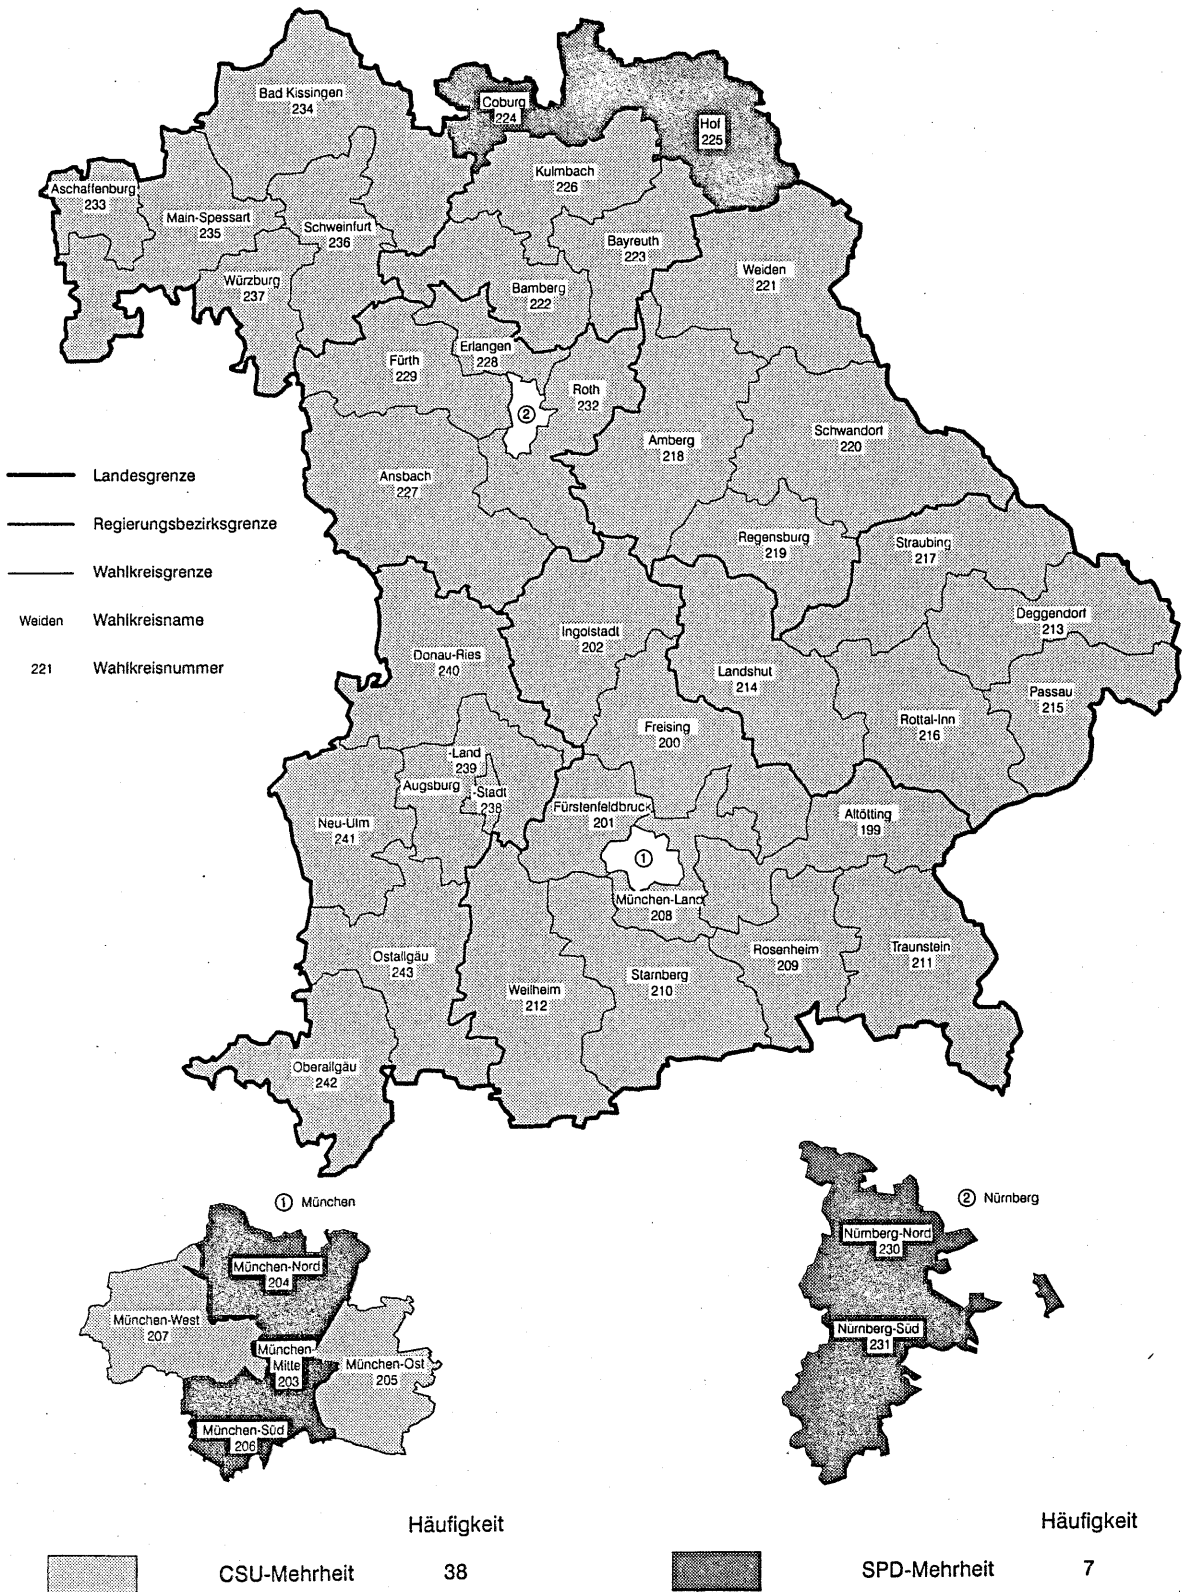 Bad Kissingen
234
Coburg
224
Hof
225
Kulmbach
226
Aschaffenburg
233
Main-Spessart
235
Schweinfurt
236
Bayreuth
223
Würzburg
237
Weiden
221
Bamberg
222
Erlangen
228
Fürth
229
Roth
232
②
Schwandorf
220
Amberg
218
Ansbach
227
Landesgrenze
Regierungsbezirksgrenze
Wahlkreisgrenze
Weiden Wahlkreisname
221 Wahlkreisnummer
Regensburg
219
Straubing
217
Deggendorf
213
Ingolstadt
202
Donau-Ries
240
Landshut
214
Passau
215
Rottal-Inn
216
Freising
200
-Land
239
Augsburg
-Stadt
238
Fürstenfeldbruck
201
Altötting
199
Neu-Ulm
241
①
München-Land
208
Ostallgäu
243
Rosenheim
209
Traunstein
211
Starnberg
210
Weilheim
212
Oberallgäu
242
① München
München-Nord
204
München-West
207
München-
Mitte
203
München-Ost
205
München-Süd
206
② Nürnberg
Nürnberg-Nord
230
Nürnberg-Süd
231
Häufigkeit
CSU-Mehrheit 38
Häufigkeit
SPD-Mehrheit 7